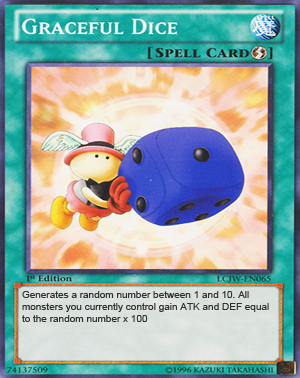 Graceful Dice
[Spell Card]
1st Edition
LCJW-EN065
Generates a random number between 1 and 10. All
monsters you currently control gain ATK and DEF equal
to the random number x 100
74137509
©1996 KAZUKI TAKAHASHI